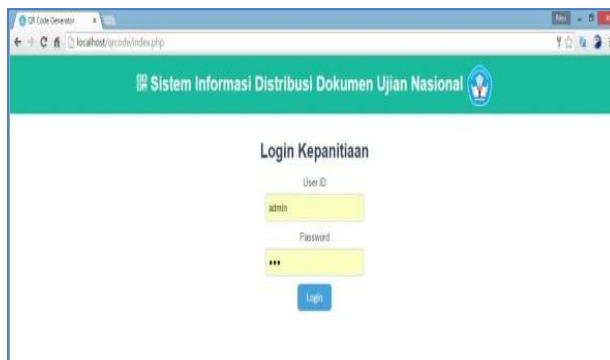 QR Code Generator
localhost/qrcode/index.php
Sistem Informasi Distribusi Dokumen Ujian Nasional
Login Kepanitiaan
User ID
admin
Password
•••
Login